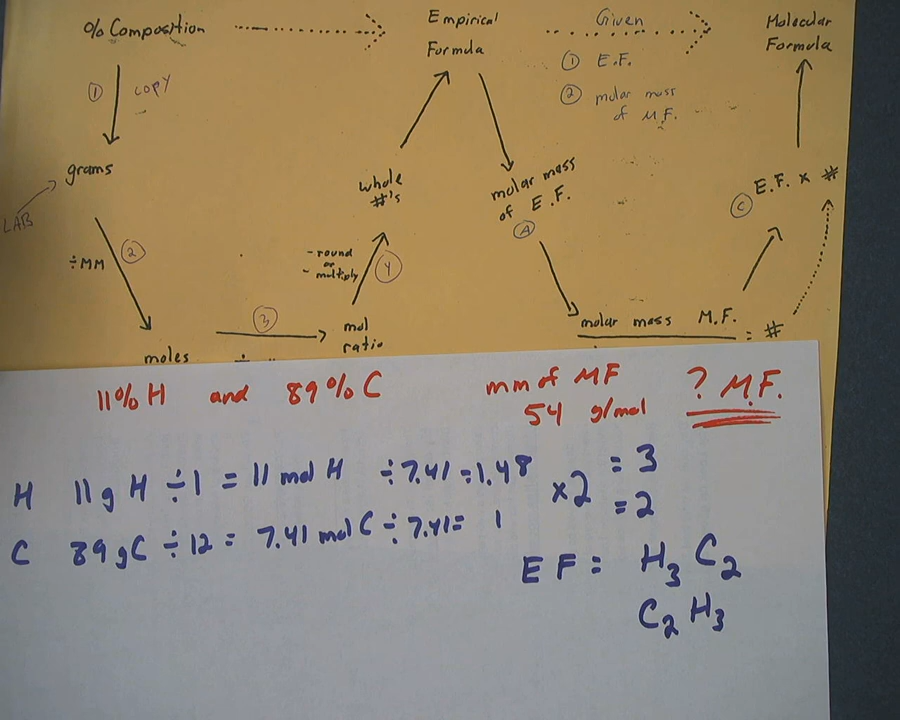 % Composition
Empirical
Formula
Given
① E.F.
② molar mass
of M.F.
Molecular
Formula
① COPY
grams
LAB
÷MM
②
moles
③
mol
ratio
- round
or
- multiply
④
whole
#'s
molar mass
of E.F.
Ⓐ
molar mass M.F.
= #
Ⓒ
E.F. x #
11% H and 89% C
mm of MF
54 g/mol
? M.F.
H 11 g H ÷ 1 = 11 mol H ÷ 7.41 = 1.48
C 89 g C ÷ 12 = 7.41 mol C ÷ 7.41 = 1
x2 = 3
= 2
EF = H₃ C₂
C₂ H₃